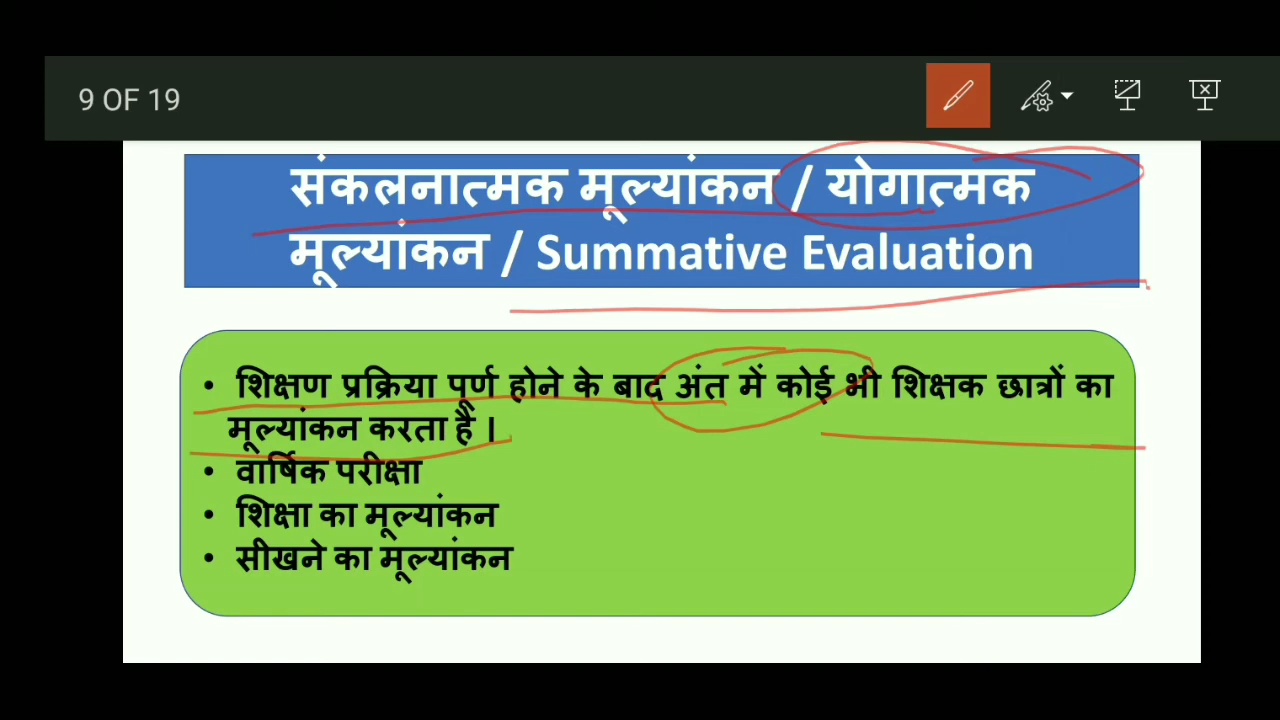 9 OF 19
संकलनात्मक मूल्यांकन / योगात्मक
मूल्यांकन / Summative Evaluation
• शिक्षण प्रक्रिया पूर्ण होने के बाद अंत में कोई भी शिक्षक छात्रों का
मूल्यांकन करता है ।
• वार्षिक परीक्षा
• शिक्षा का मूल्यांकन
• सीखने का मूल्यांकन